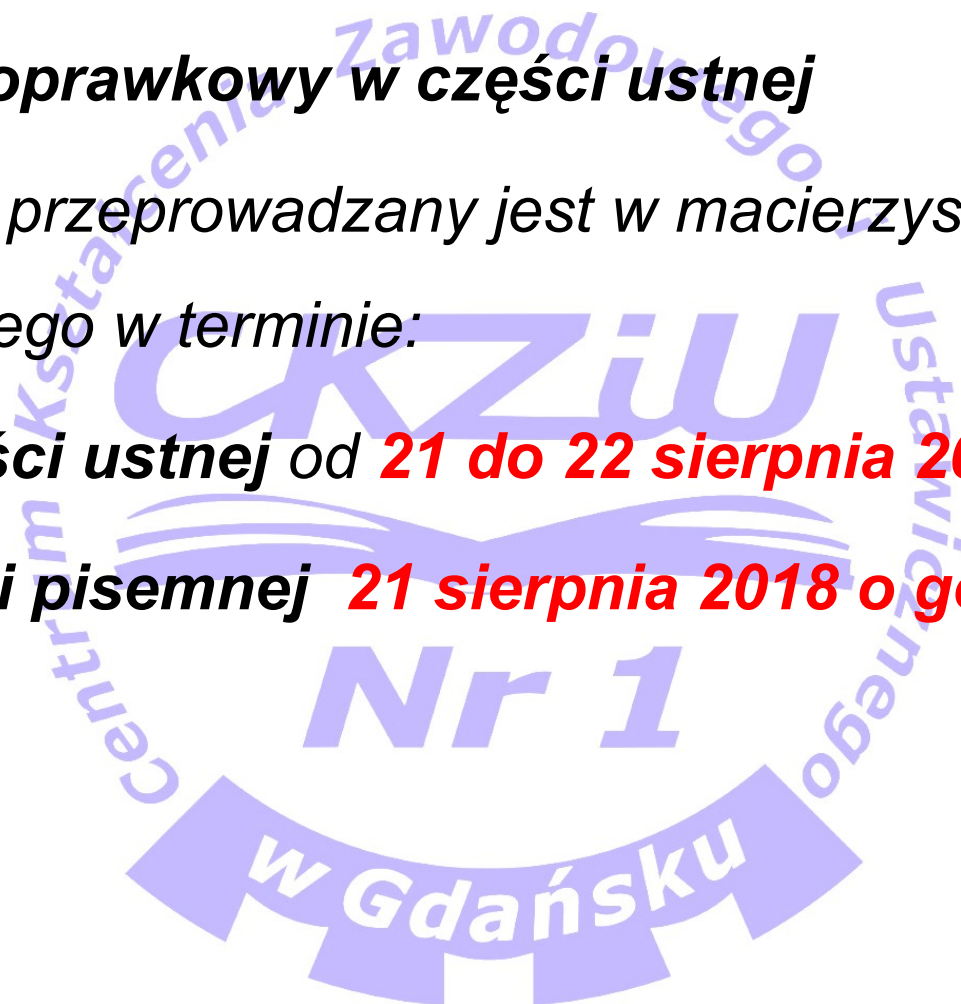 oprawkowy w części ustnej
przeprowadzany jest w macierzys
ego w terminie:
ści ustnej od 21 do 22 sierpnia 20
i pisemnej 21 sierpnia 2018 o go
Centrum Kształcenia Zawodowego i Ustawicznego
CKZiU
Nr 1
w Gdańsku